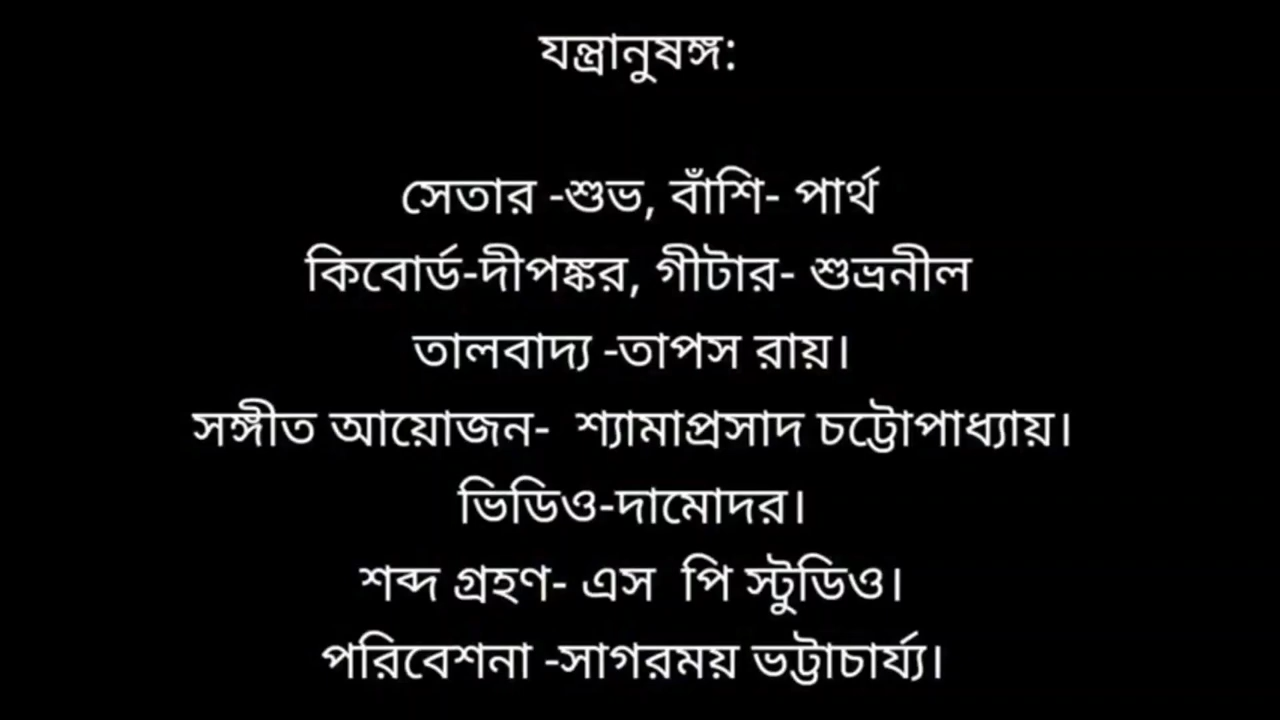 যন্ত্রানুষঙ্গ:
সেতার -শুভ, বাঁশি- পার্থ
কিবোর্ড-দীপঙ্কর, গীটার- শুভ্রনীল
তালবাদ্য -তাপস রায়।
সঙ্গীত আয়োজন-  শ্যামাপ্রসাদ চট্টোপাধ্যায়।
ভিডিও-দামোদর।
শব্দ গ্রহণ- এস  পি স্টুডিও।
পরিবেশনা -সাগরময় ভট্টাচার্য্য।